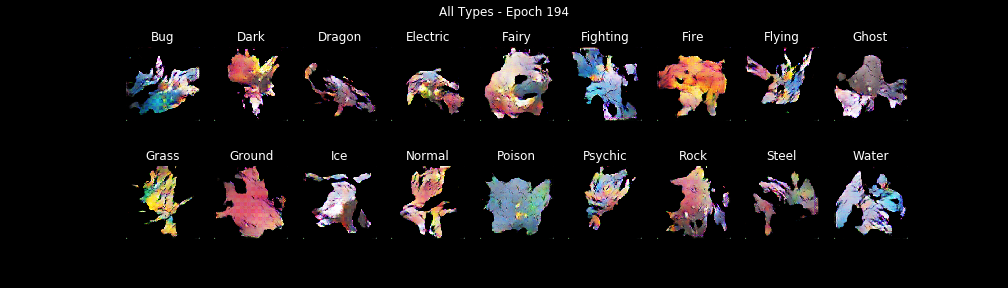 All Types - Epoch 194
Bug Dark Dragon Electric Fairy Fighting Fire Flying Ghost
Grass Ground Ice Normal Poison Psychic Rock Steel Water